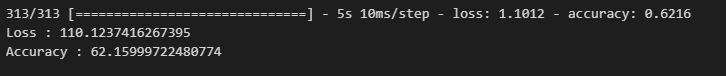 313/313 [==============================] - 5s 10ms/step - loss: 1.1012 - accuracy: 0.6216
Loss : 110.1237416267395
Accuracy : 62.15999722480774